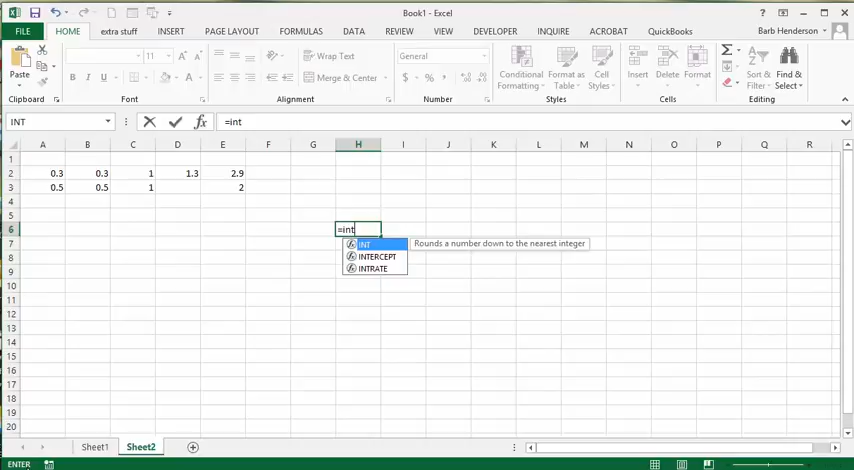 Book1 - Excel
FILE HOME extra stuff INSERT PAGE LAYOUT FORMULAS DATA REVIEW VIEW DEVELOPER INQUIRE ACROBAT QuickBooks Barb Henderson
Paste
11
B I U
Wrap Text
Merge & Center
General
$ % ,
Conditional Formatting
Format as Table
Cell Styles
Insert Delete Format
Sort & Filter
Find & Select
Clipboard Font Alignment Number Styles Cells Editing
INT =int
A B C D E F G H I J K L M N O P Q R
1
2 0.3 0.3 1 1.3 2.9
3 0.5 0.5 1 2
4
5
6 =int
7 INT Rounds a number down to the nearest integer
8 INTERCEPT
9 INTRATE
10
11
12
13
14
15
16
17
18
19
20
Sheet1 Sheet2
ENTER